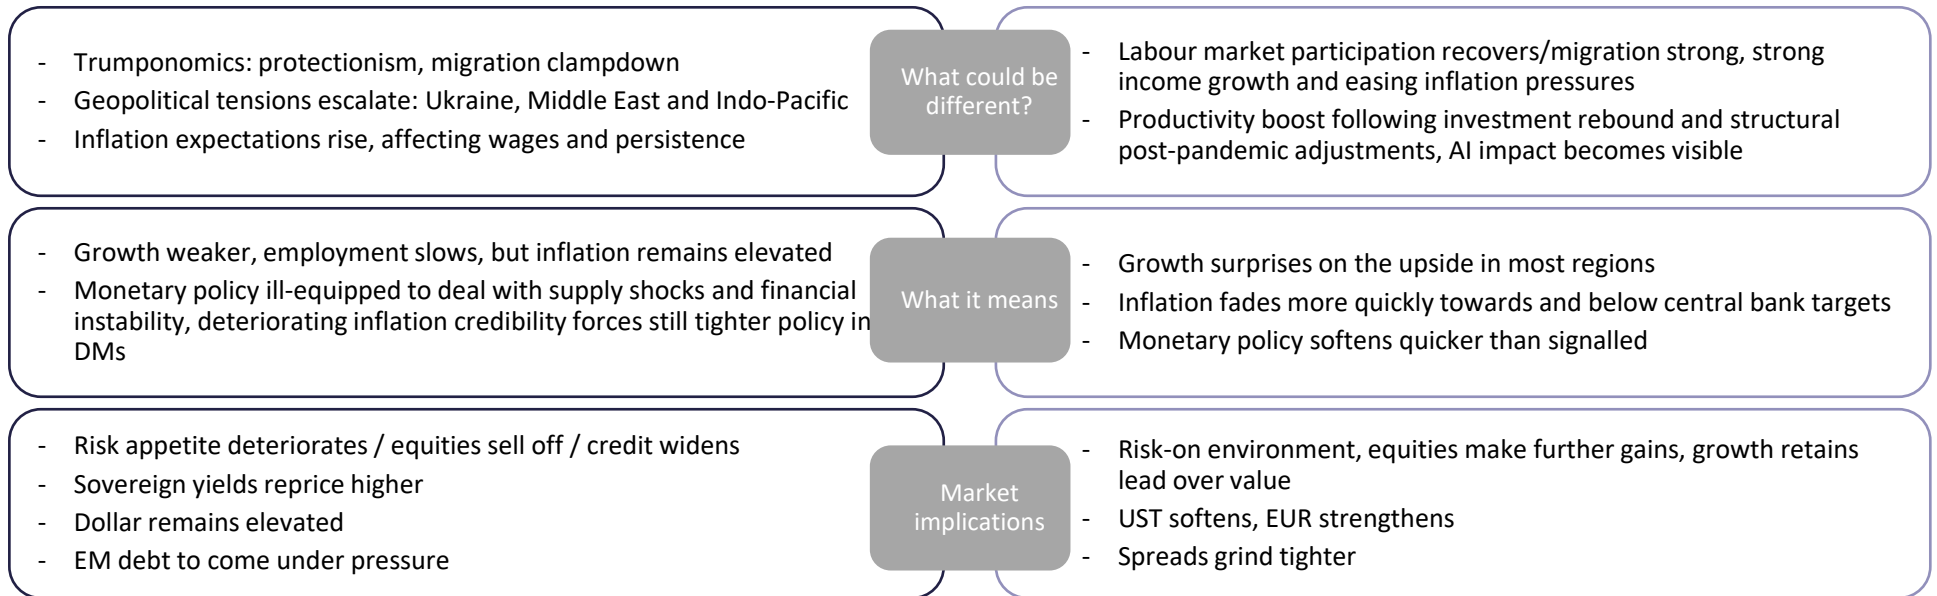 - Trumponomics: protectionism, migration clampdown
- Geopolitical tensions escalate: Ukraine, Middle East and Indo-Pacific
- Inflation expectations rise, affecting wages and persistence
What could be
different?
- Labour market participation recovers/migration strong, strong
income growth and easing inflation pressures
- Productivity boost following investment rebound and structural
post-pandemic adjustments, AI impact becomes visible
- Growth weaker, employment slows, but inflation remains elevated
- Monetary policy ill-equipped to deal with supply shocks and financial
instability, deteriorating inflation credibility forces still tighter policy in
DMs
What it means
- Growth surprises on the upside in most regions
- Inflation fades more quickly towards and below central bank targets
- Monetary policy softens quicker than signalled
- Risk appetite deteriorates / equities sell off / credit widens
- Sovereign yields reprice higher
- Dollar remains elevated
- EM debt to come under pressure
Market
implications
- Risk-on environment, equities make further gains, growth retains
lead over value
- UST softens, EUR strengthens
- Spreads grind tighter